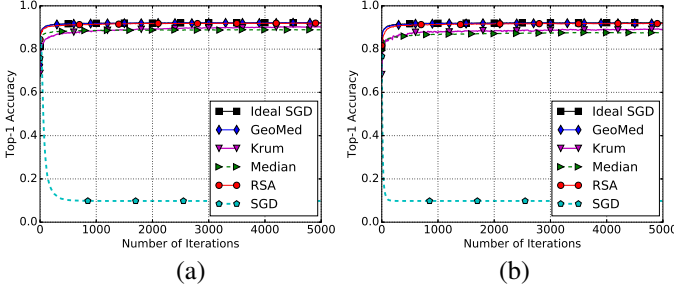 1.0
0.8
0.6
0.4
0.2
0.0
Top-1 Accuracy
0 1000 2000 3000 4000 5000
Number of Iterations
Ideal SGD
GeoMed
Krum
Median
RSA
SGD
(a)
1.0
0.8
0.6
0.4
0.2
0.0
Top-1 Accuracy
0 1000 2000 3000 4000 5000
Number of Iterations
Ideal SGD
GeoMed
Krum
Median
RSA
SGD
(b)